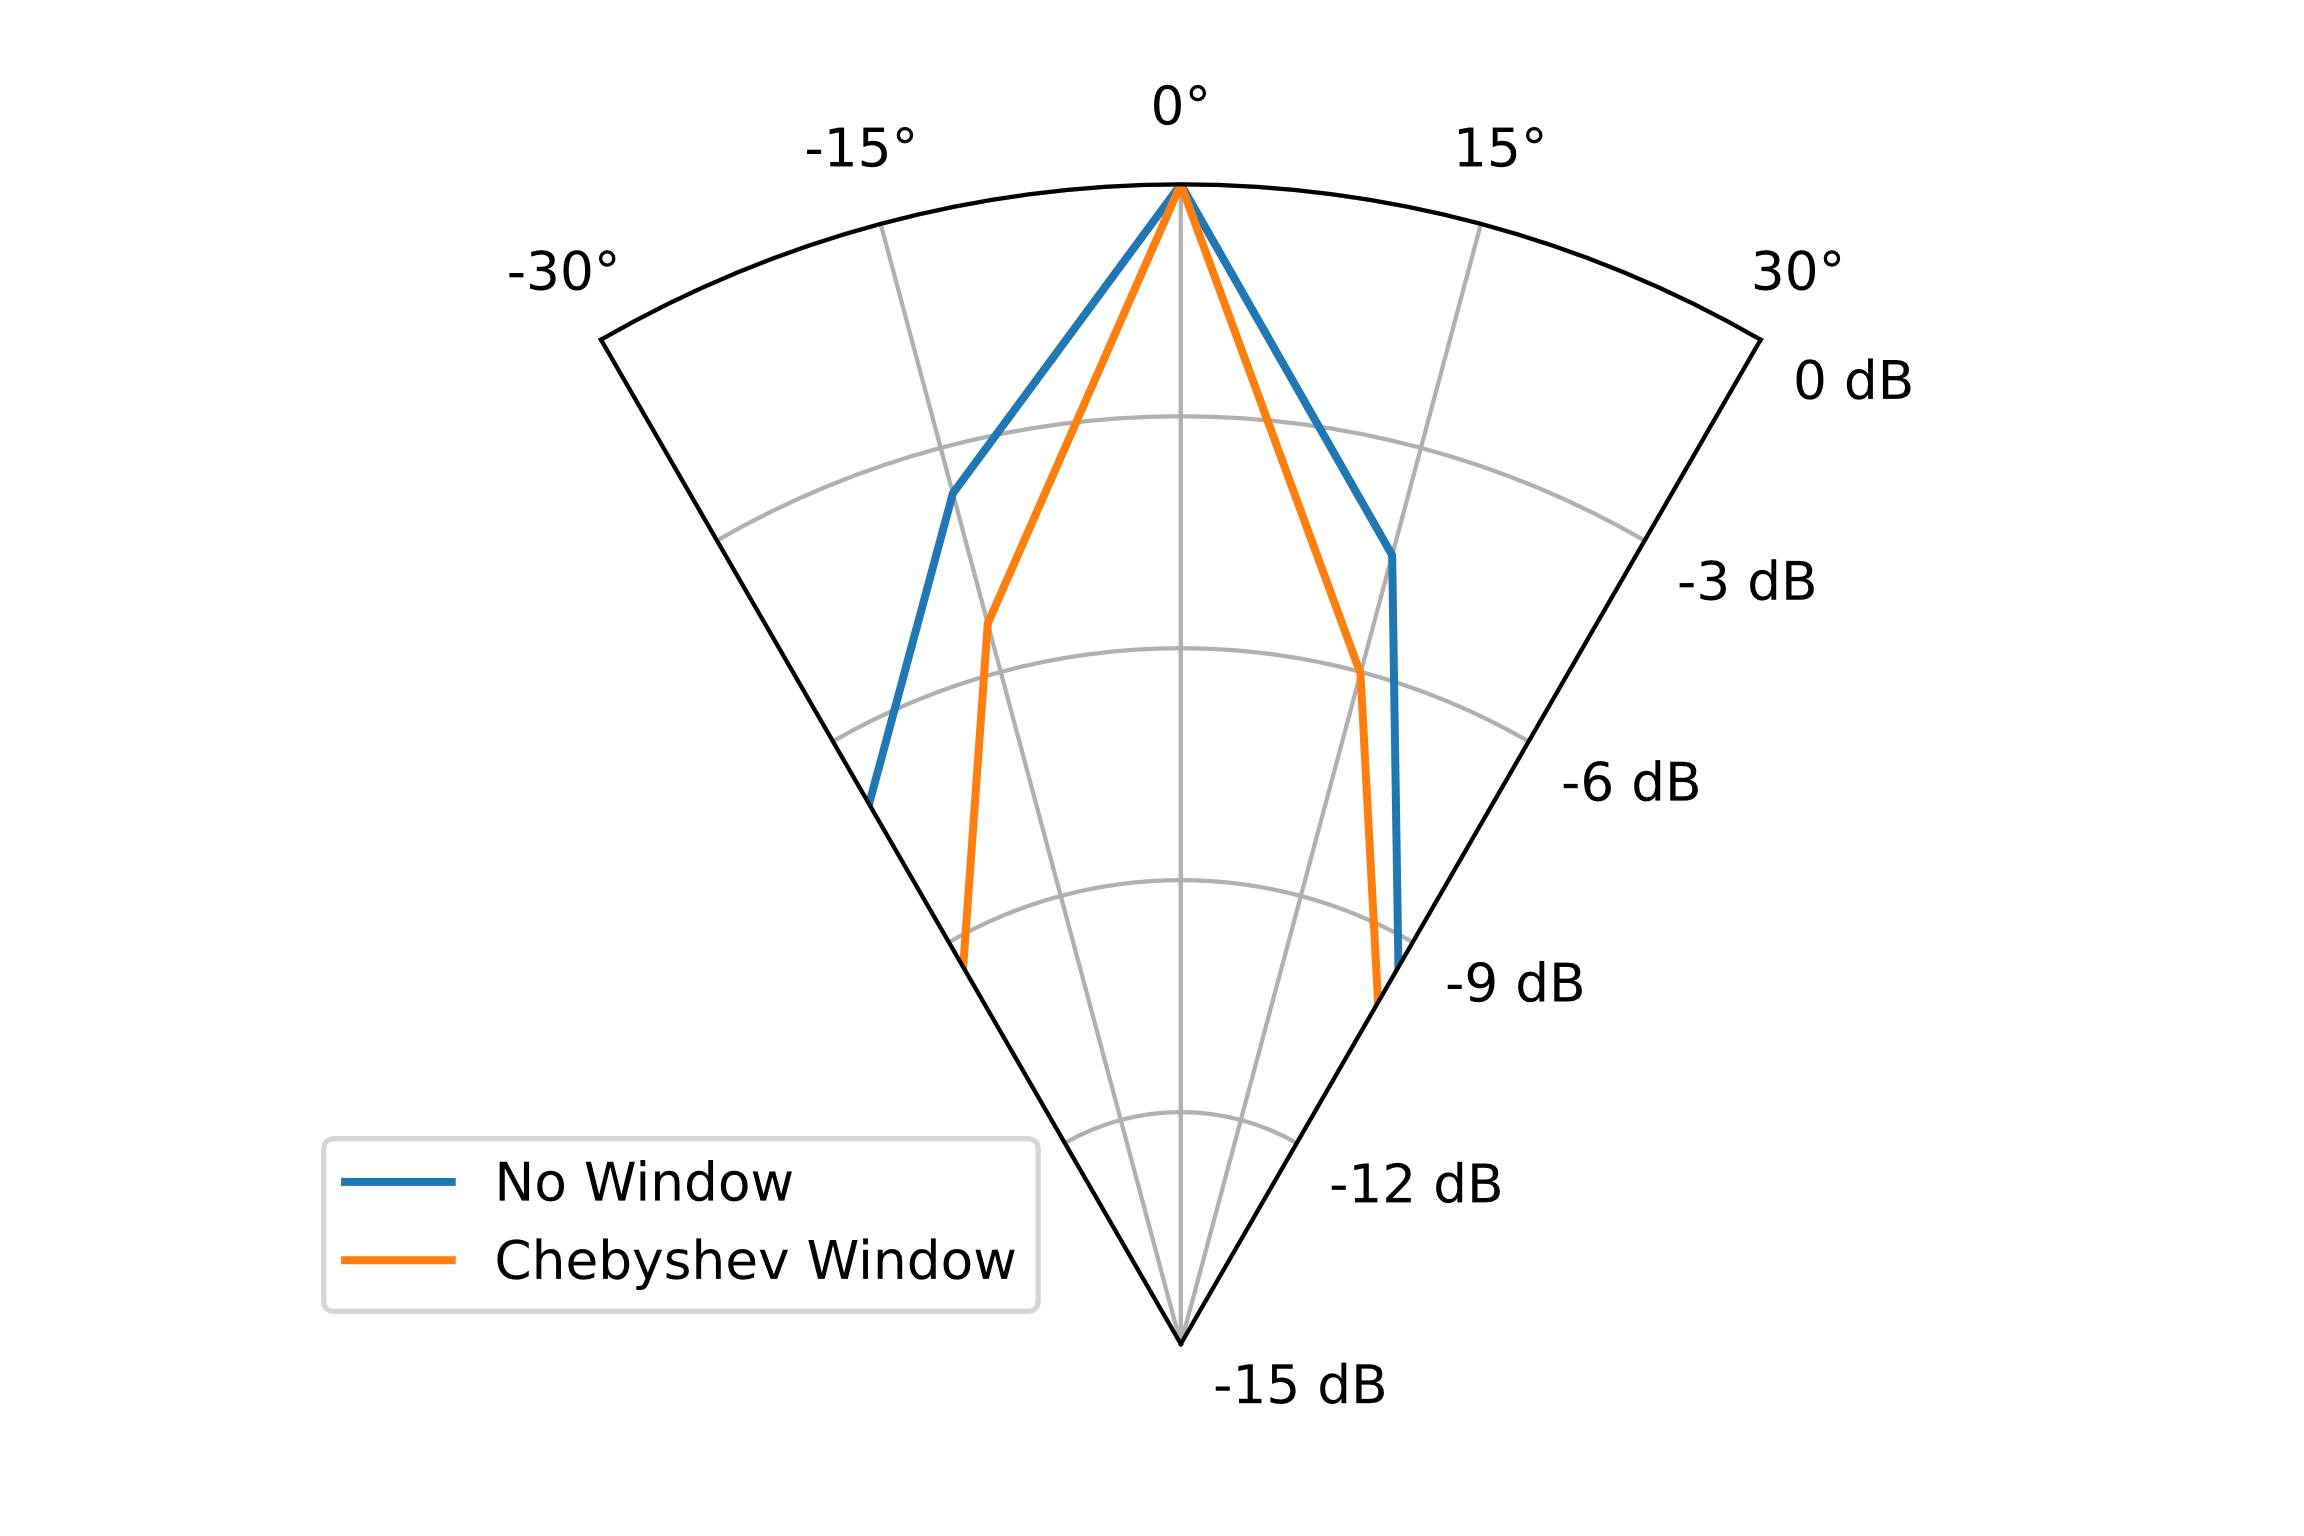 0°
-15°
15°
-30°
30°
0 dB
-3 dB
-6 dB
-9 dB
-12 dB
-15 dB
No Window
Chebyshev Window